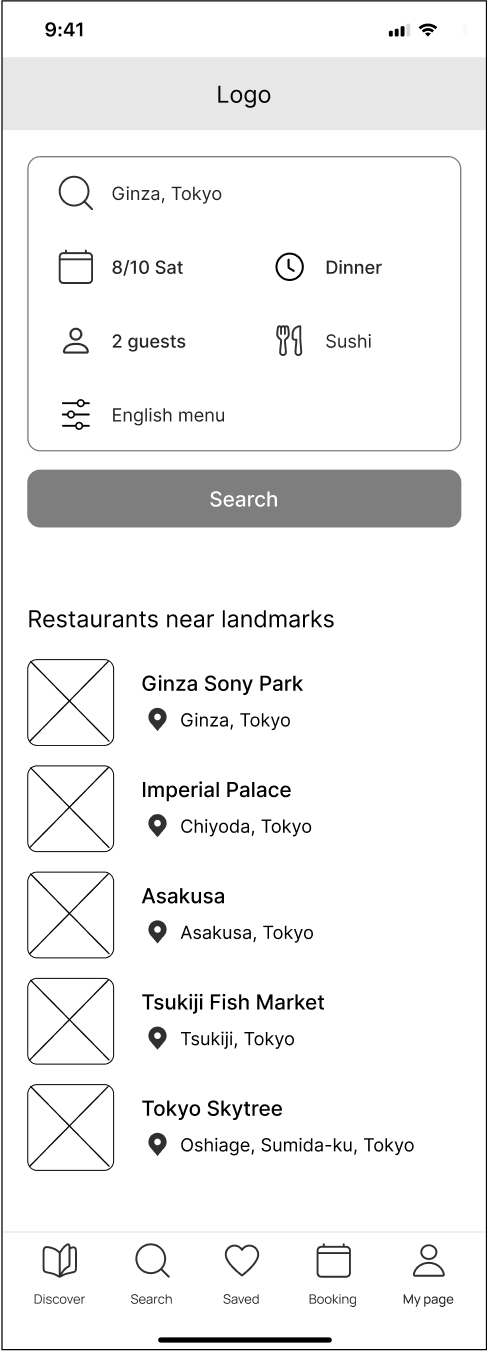 9:41
Logo
Ginza, Tokyo
8/10 Sat
Dinner
2 guests
Sushi
English menu
Search
Restaurants near landmarks
Ginza Sony Park
Ginza, Tokyo
Imperial Palace
Chiyoda, Tokyo
Asakusa
Asakusa, Tokyo
Tsukiji Fish Market
Tsukiji, Tokyo
Tokyo Skytree
Oshiage, Sumida-ku, Tokyo
Discover
Search
Saved
Booking
My page